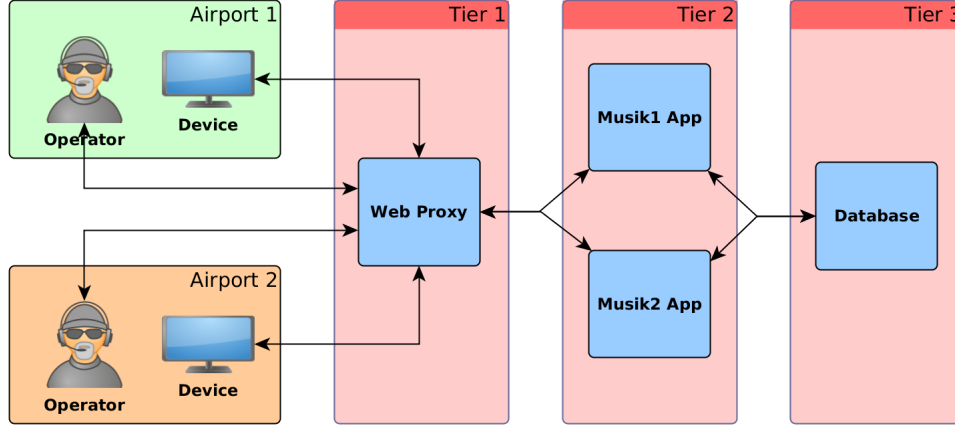 Airport 1
Operator
Device
Airport 2
Operator
Device
Tier 1
Web Proxy
Tier 2
Musik1 App
Musik2 App
Tier 3
Database